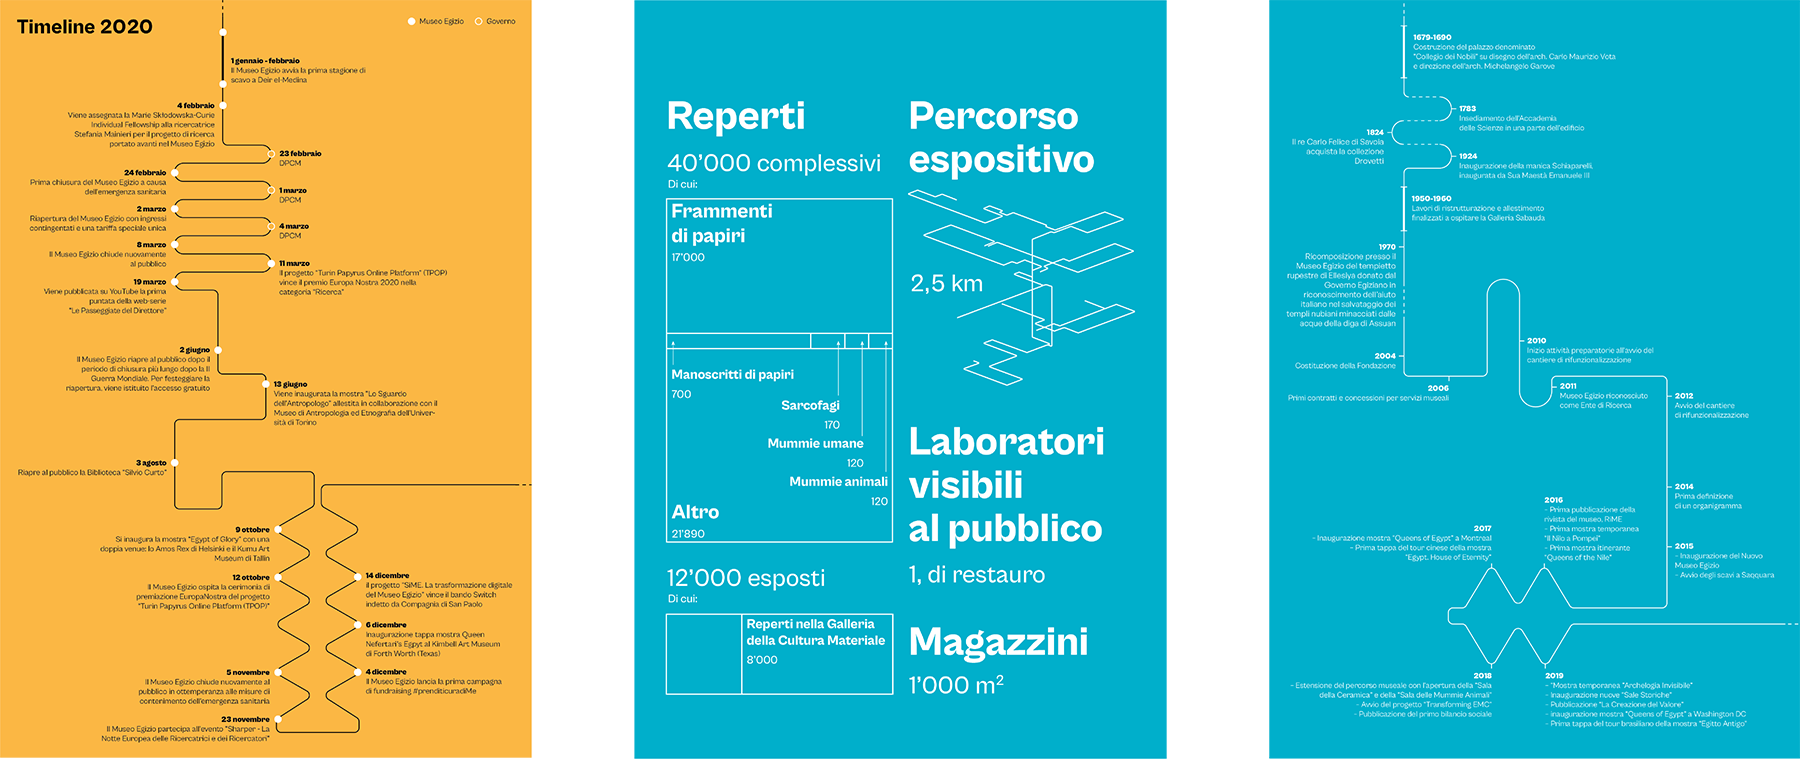 Timeline 2020
Museo Egizio
Governo
1 gennaio - febbraio
Il Museo Egizio avvia la prima stagione di
scavo a Deir el-Medina
4 febbraio
Viene assegnata la Marie Skłodowska-Curie
Individual Fellowship alla ricercatrice
Stefania Mainieri per il progetto di ricerca
portato avanti nel Museo Egizio
23 febbraio
DPCM
24 febbraio
Prima chiusura del Museo Egizio a causa
dell'emergenza sanitaria
1 marzo
DPCM
2 marzo
Riapertura del Museo Egizio con ingressi
contingentati e una tariffa speciale unica
4 marzo
DPCM
8 marzo
Il Museo Egizio chiude nuovamente
al pubblico
11 marzo
Il progetto "Turin Papyrus Online Platform" (TPOP)
vince il premio Europa Nostra 2020 nella
categoria "Ricerca"
19 marzo
Viene pubblicata su YouTube la prima
puntata della web-serie
"Le Passeggiate del Direttore"
2 giugno
Il Museo Egizio riapre al pubblico dopo il
periodo di chiusura più lungo dopo la II
Guerra Mondiale. Per festeggiare la
riapertura, viene istituito l'accesso gratuito
13 giugno
Viene inaugurata la mostra "Lo Sguardo
dell'Antropologo" allestita in collaborazione con il
Museo di Antropologia ed Etnografia dell'Univer-
sità di Torino
3 agosto
Riapre al pubblico la Biblioteca "Silvio Curto"
9 ottobre
Si inaugura la mostra "Egypt of Glory" con una
doppia venue: lo Amos Rex di Helsinki e il Kumu Art
Museum di Tallin
12 ottobre
Il Museo Egizio ospita la cerimonia di
premiazione EuropaNostra del progetto
"Turin Papyrus Online Platform (TPOP)"
14 dicembre
Il progetto "SIME. La trasformazione digitale
del Museo Egizio" vince il bando Switch
indetto da Compagnia di San Paolo
6 dicembre
Inaugurazione tappa mostra Queen
Nefertari's Egypt al Kimbell Art Museum
di Forth Worth (Texas)
5 novembre
Il Museo Egizio chiude nuovamente al
pubblico in ottemperanza alle misure di
contenimento dell'emergenza sanitaria
4 dicembre
Il Museo Egizio lancia la prima campagna
di fundraising #prenditicuradiMe
23 novembre
Il Museo Egizio partecipa all'evento "Sharper - La
Notte Europea delle Ricercatrici e dei Ricercatori"
Reperti
40'000 complessivi
Di cui:
Frammenti
di papiri
17'000
Manoscritti di papiri
700
Sarcofagi
170
Mummie umane
120
Mummie animali
120
Altro
21'890
12'000 esposti
Di cui:
Reperti nella Galleria
della Cultura Materiale
8'000
Percorso
espositivo
2,5 km
Laboratori
visibili
al pubblico
1, di restauro
Magazzini
1'000 m²
1679-1690
Costruzione del palazzo denominato
"Collegio dei Nobili" su disegno dell'arch. Carlo Maurizio Vota
e direzione dell'arch. Michelangelo Garove
1783
Insediamento dell'Accademia
delle Scienze in una parte dell'edificio
1824
Il re Carlo Felice di Savoia
acquista la collezione
Drovetti
1924
Inaugurazione della manica Schiaparelli,
inaugurata da Sua Maestà Emanuele III
1950-1960
Lavori di ristrutturazione e allestimento
finalizzati a ospitare la Galleria Sabauda
1970
Ricomposizione presso il
Museo Egizio del tempietto
rupestre di Ellesiya donato dal
Governo Egiziano in
riconoscimento dell'aiuto
Italiano nel salvataggio dei
templi nubiani minacciati dalle
acque della diga di Assuan
2004
Costituzione della Fondazione
2006
Primi contratti e concessioni per servizi museali
2010
Inizio attività preparatorie all'avvio del
cantiere di rifunzionalizzazione
2011
Museo Egizio riconosciuto
come Ente di Ricerca
2012
Avvio del cantiere
di rifunzionalizzazione
2014
Prima definizione
di un organigramma
2015
- Inaugurazione del Nuovo
Museo Egizio
- Avvio degli scavi a Saqquara
2016
- Prima pubblicazione della
rivista del museo, RiME
- Prima mostra temporanea
"Il Nilo a Pompei"
- Prima mostra itinerante
"Queens of the Nile"
2017
- Inaugurazione mostra "Queens of Egypt" a Montreal
- Prima tappa del tour cinese della mostra
"Egypt. House of Eternity"
2018
- Estensione del percorso museale con l'apertura della "Sala
della Ceramica" e della "Sala delle Mummie Animali"
- Avvio del progetto "Transforming EMC"
- Pubblicazione del primo bilancio sociale
2019
- "Mostra temporanea "Archelogia Invisibile"
- Inaugurazione nuove "Sale Storiche"
- Pubblicazione "La Creazione del Valore"
- inaugurazione mostra "Queens of Egypt" a Washington DC
- Prima tappa del tour brasiliano della mostra "Egitto Antigo"